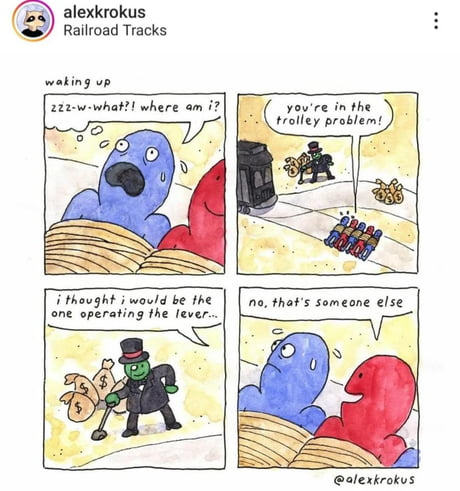 alexkrokus
Railroad Tracks
waking up
zzz-w-what?! where am i?
you're in the
trolley problem!
$ $ $
i thought i would be the
one operating the lever...
$
$
no, that's someone else
@alexkrokus